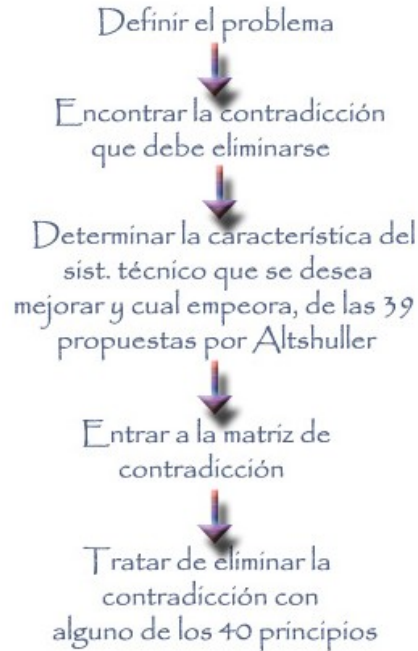 Definir el problema
Encontrar la contradicción
que debe eliminarse
Determinar la característica del
sist. técnico que se desea
mejorar y cual empeora, de las 39
propuestas por Altshuller
Entrar a la matriz de
contradicción
Tratar de eliminar la
contradicción con
alguno de los 40 principios